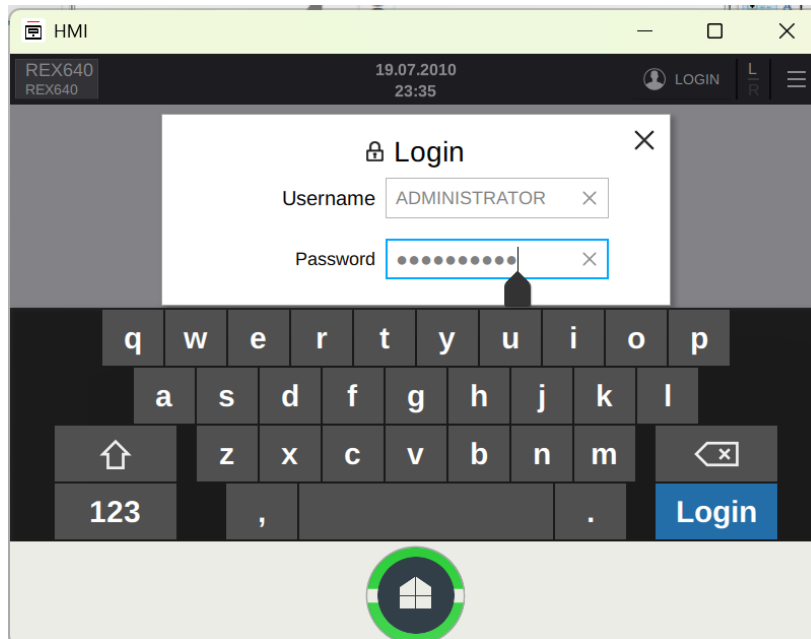 HMI
REX640
REX640
19.07.2010
23:35
LOGIN
L
R
Login
Username ADMINISTRATOR
Password ●●●●●●●●●●
q w e r t y u i o p
a s d f g h j k l
z x c v b n m
123 , . Login